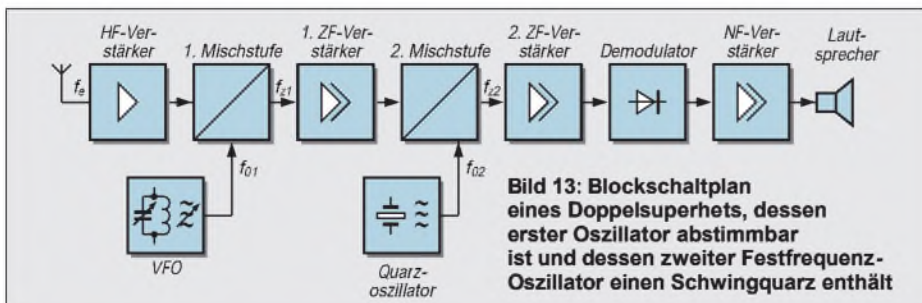 HF-Ver-
stärker
1. Mischstufe
1. ZF-Ver-
stärker
2. Mischstufe
2. ZF-Ver-
stärker
Demodulator
NF-Ver-
stärker
Laut-
sprecher
fe
fz1
fz2
f01
f02
VFO
Quarz-
oszillator
Bild 13: Blockschaltplan
eines Doppelsuperhets, dessen
erster Oszillator abstimmbar
ist und dessen zweiter Festfrequenz-
Oszillator einen Schwingquarz enthält